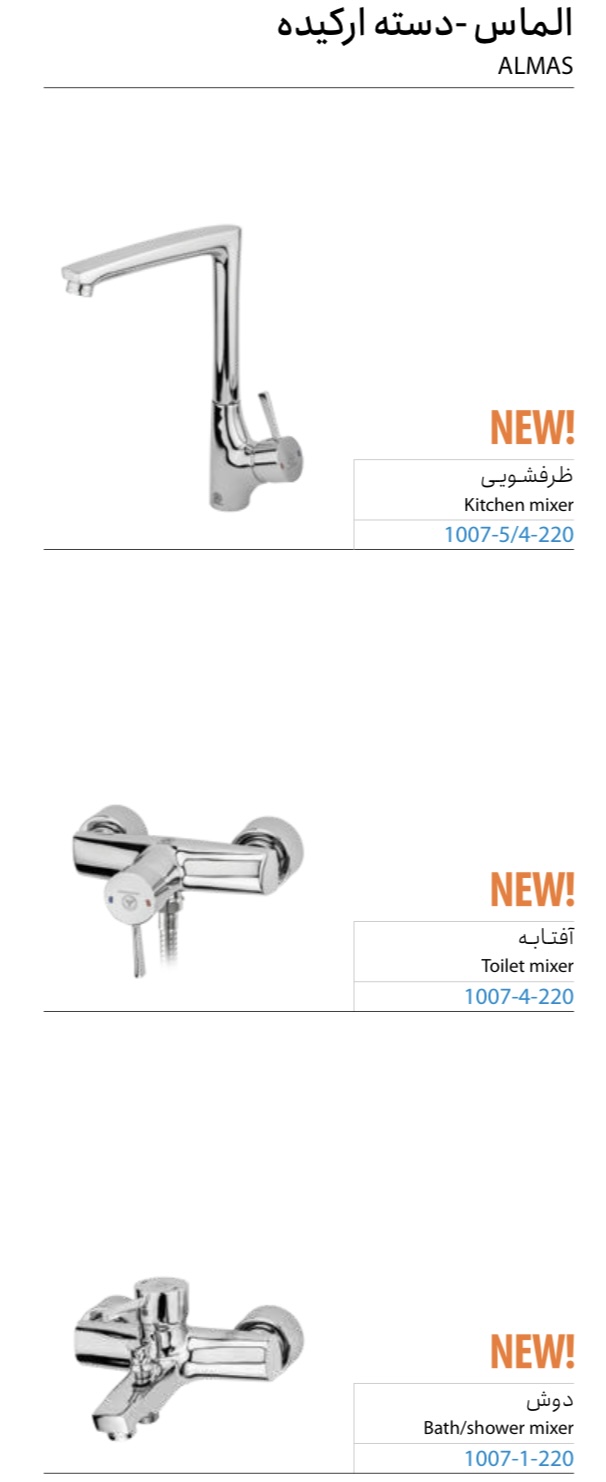 الماس -دسته ارکیده
ALMAS
NEW!
ظرفشویی
Kitchen mixer
1007-5/4-220
NEW!
آفتابه
Toilet mixer
1007-4-220
NEW!
دوش
Bath/shower mixer
1007-1-220